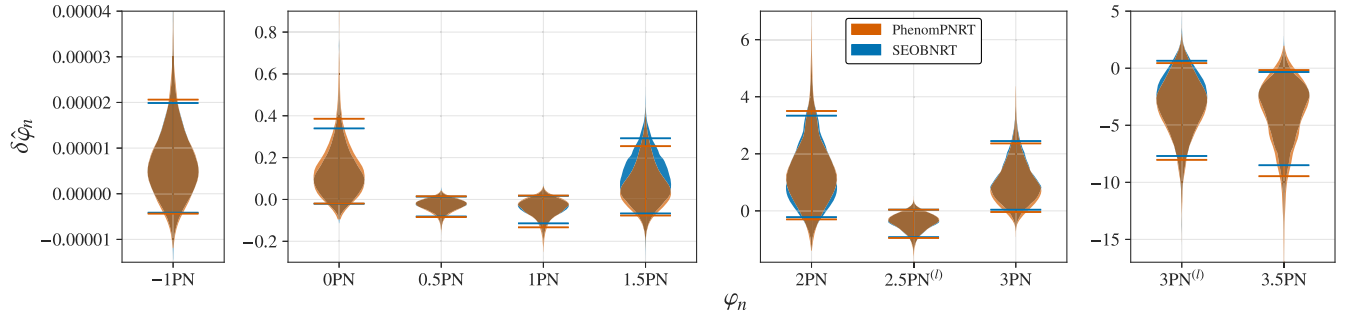 δφ̂ₙ
0.00004
0.00003
0.00002
0.00001
0.00000
−0.00001
−1PN
0.8
0.6
0.4
0.2
0.0
−0.2
0PN 0.5PN 1PN 1.5PN
6
4
2
0
PhenomPNRT
SEOBNRT
2PN 2.5PN⁽ˡ⁾ 3PN
5
0
−5
−10
−15
3PN⁽ˡ⁾ 3.5PN
φₙ